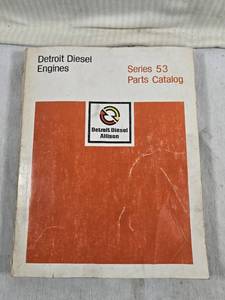 Detroit Diesel
Engines
Series 53
Parts Catalog
Detroit Diesel
Allison